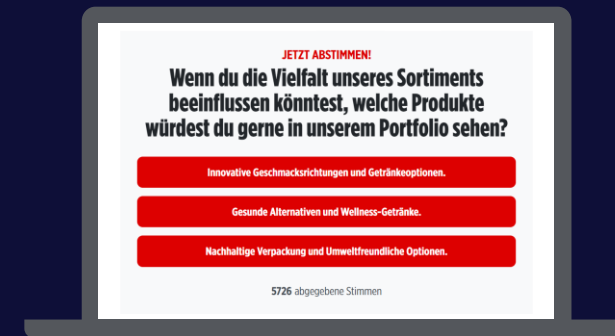 JETZT ABSTIMMEN!
Wenn du die Vielfalt unseres Sortiments
beeinflussen könntest, welche Produkte
würdest du gerne in unserem Portfolio sehen?
Innovative Geschmacksrichtungen und Getränkeoptionen.
Gesunde Alternativen und Wellness-Getränke.
Nachhaltige Verpackung und Umweltfreundliche Optionen.
5726 abgegebene Stimmen